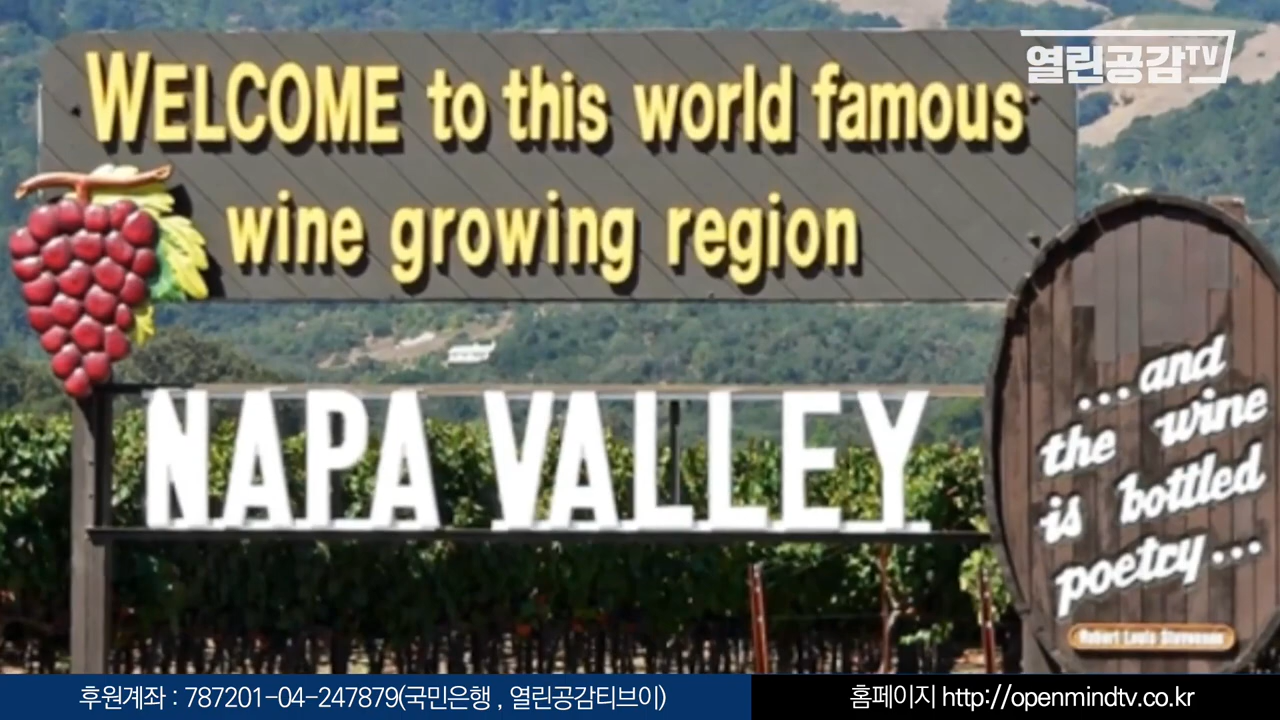 열린공감TV
WELCOME to this world famous
wine growing region
NAPA VALLEY
...and
the wine
is bottled
poetry...
Robert Louis Stevenson
후원계좌 : 787201-04-247879(국민은행 , 열린공감티브이)
홈페이지 http://openmindtv.co.kr